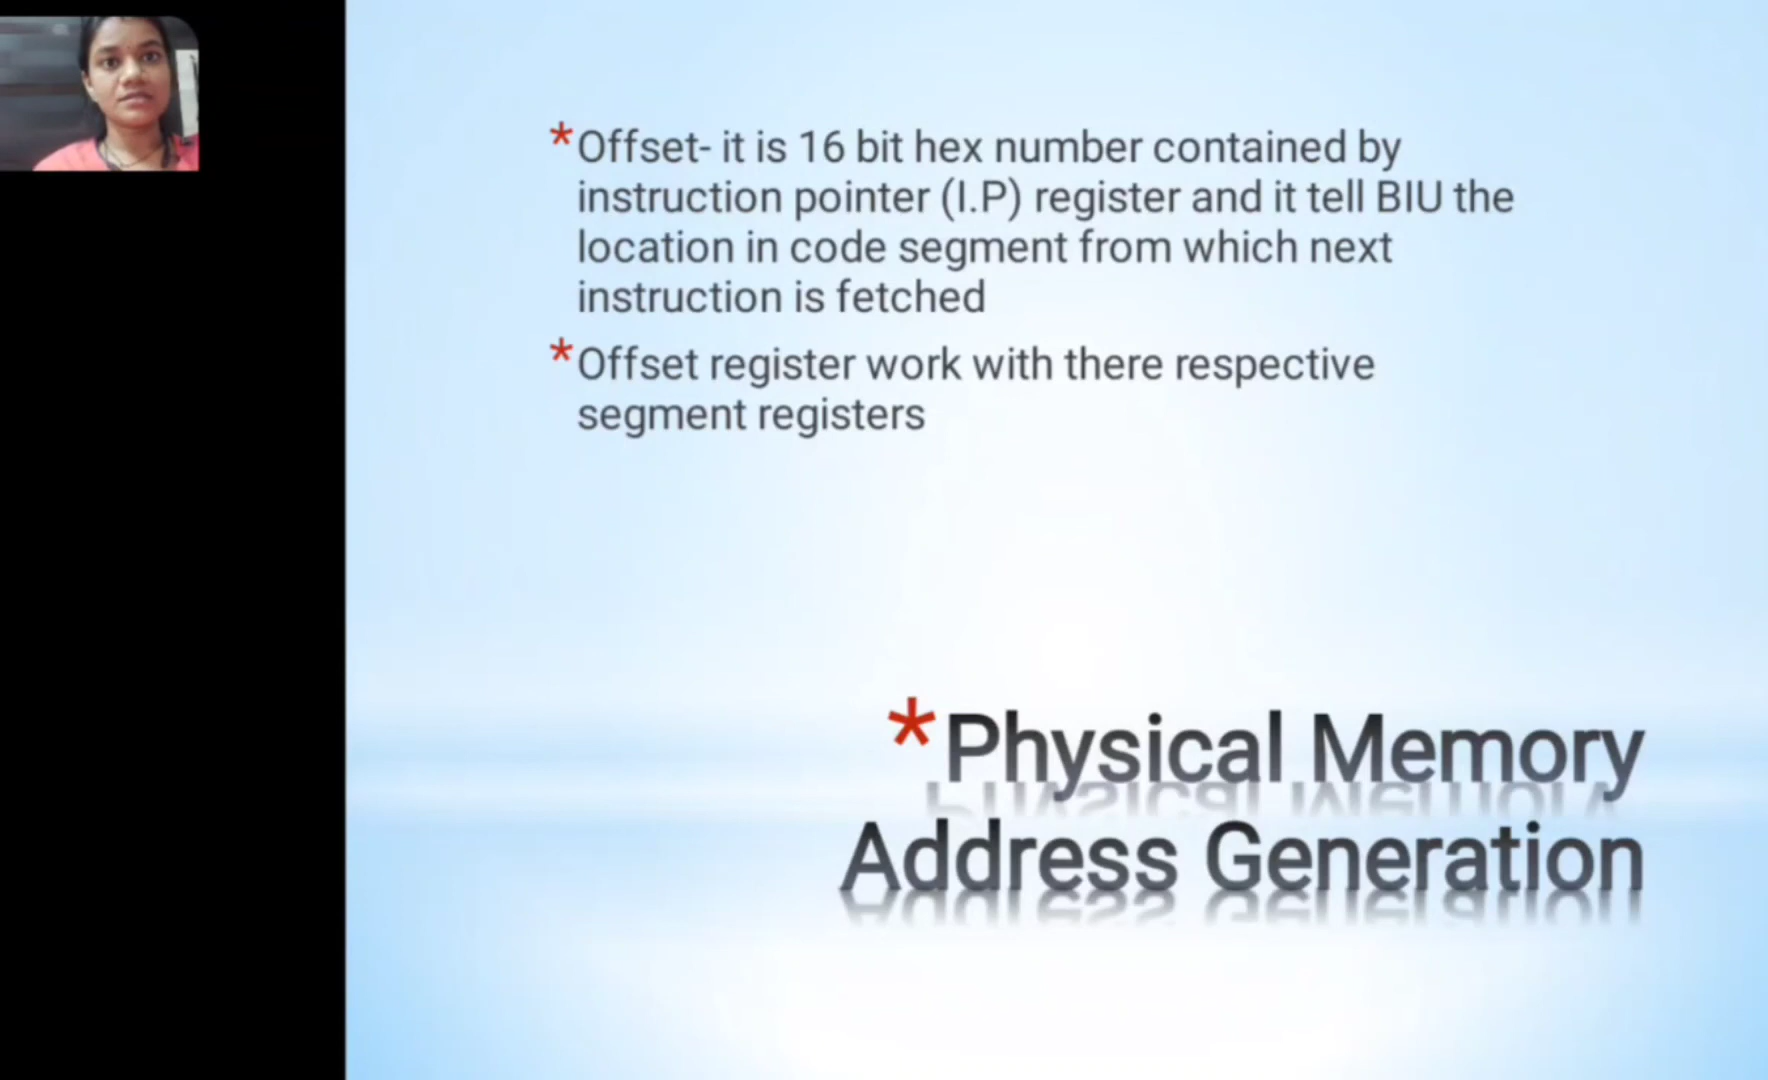 *Offset- it is 16 bit hex number contained by
instruction pointer (I.P) register and it tell BIU the
location in code segment from which next
instruction is fetched
*Offset register work with there respective
segment registers
*Physical Memory
Address Generation